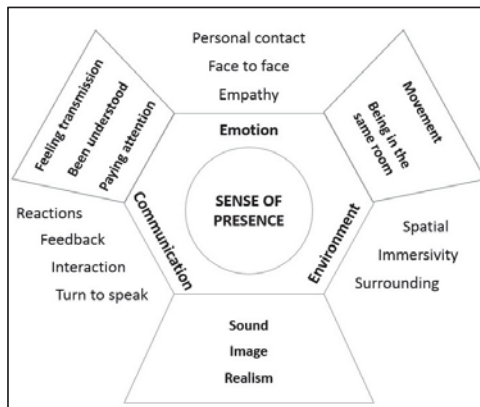 Personal contact
Face to face
Empathy
Feeling transmission
Been understood
Paying attention
Movement
Being in the
same room
Emotion
SENSE OF
PRESENCE
Communication
Environment
Reactions
Feedback
Interaction
Turn to speak
Spatial
Immersivity
Surrounding
Sound
Image
Realism